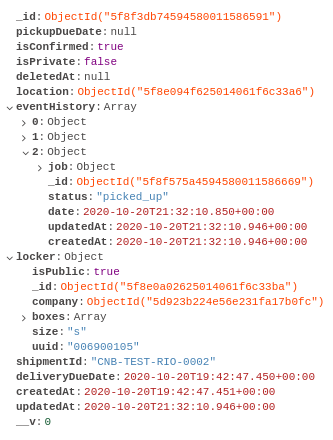 _id: ObjectId("5f8f3db74594580011586591")
pickupDueDate: null
isConfirmed: true
isPrivate: false
deletedAt: null
location: ObjectId("5f8e094f625014061f6c33a6")
eventHistory: Array
0: Object
1: Object
2: Object
job: Object
_id: ObjectId("5f8f575a4594580011586669")
status: "picked_up"
date: 2020-10-20T21:32:10.850+00:00
updatedAt: 2020-10-20T21:32:10.946+00:00
createdAt: 2020-10-20T21:32:10.946+00:00
locker: Object
isPublic: true
_id: ObjectId("5f8e0a02625014061f6c33ba")
company: ObjectId("5d923b224e56e231fa17b0fc")
boxes: Array
size: "s"
uuid: "006900105"
shipmentId: "CNB-TEST-RIO-0002"
deliveryDueDate: 2020-10-20T19:42:47.450+00:00
createdAt: 2020-10-20T19:42:47.451+00:00
updatedAt: 2020-10-20T21:32:10.946+00:00
__v: 0